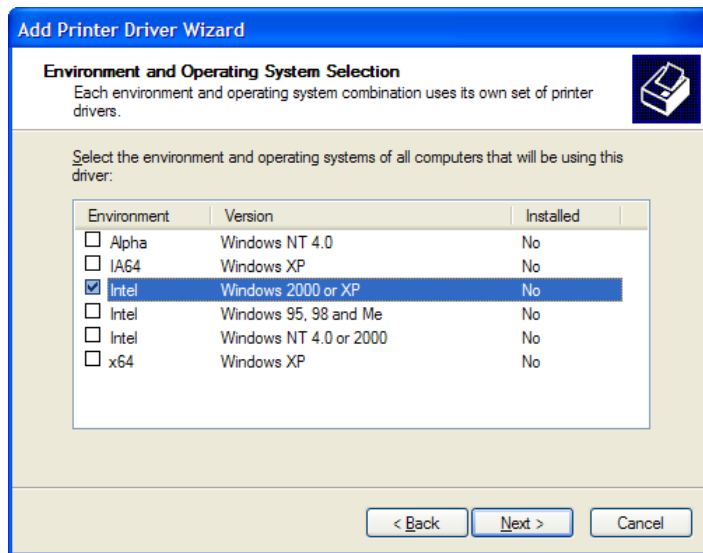 Add Printer Driver Wizard
Environment and Operating System Selection
Each environment and operating system combination uses its own set of printer
drivers.
Select the environment and operating systems of all computers that will be using this
driver:
Environment Version Installed
Alpha Windows NT 4.0 No
IA64 Windows XP No
Intel Windows 2000 or XP No
Intel Windows 95, 98 and Me No
Intel Windows NT 4.0 or 2000 No
x64 Windows XP No
< Back Next > Cancel